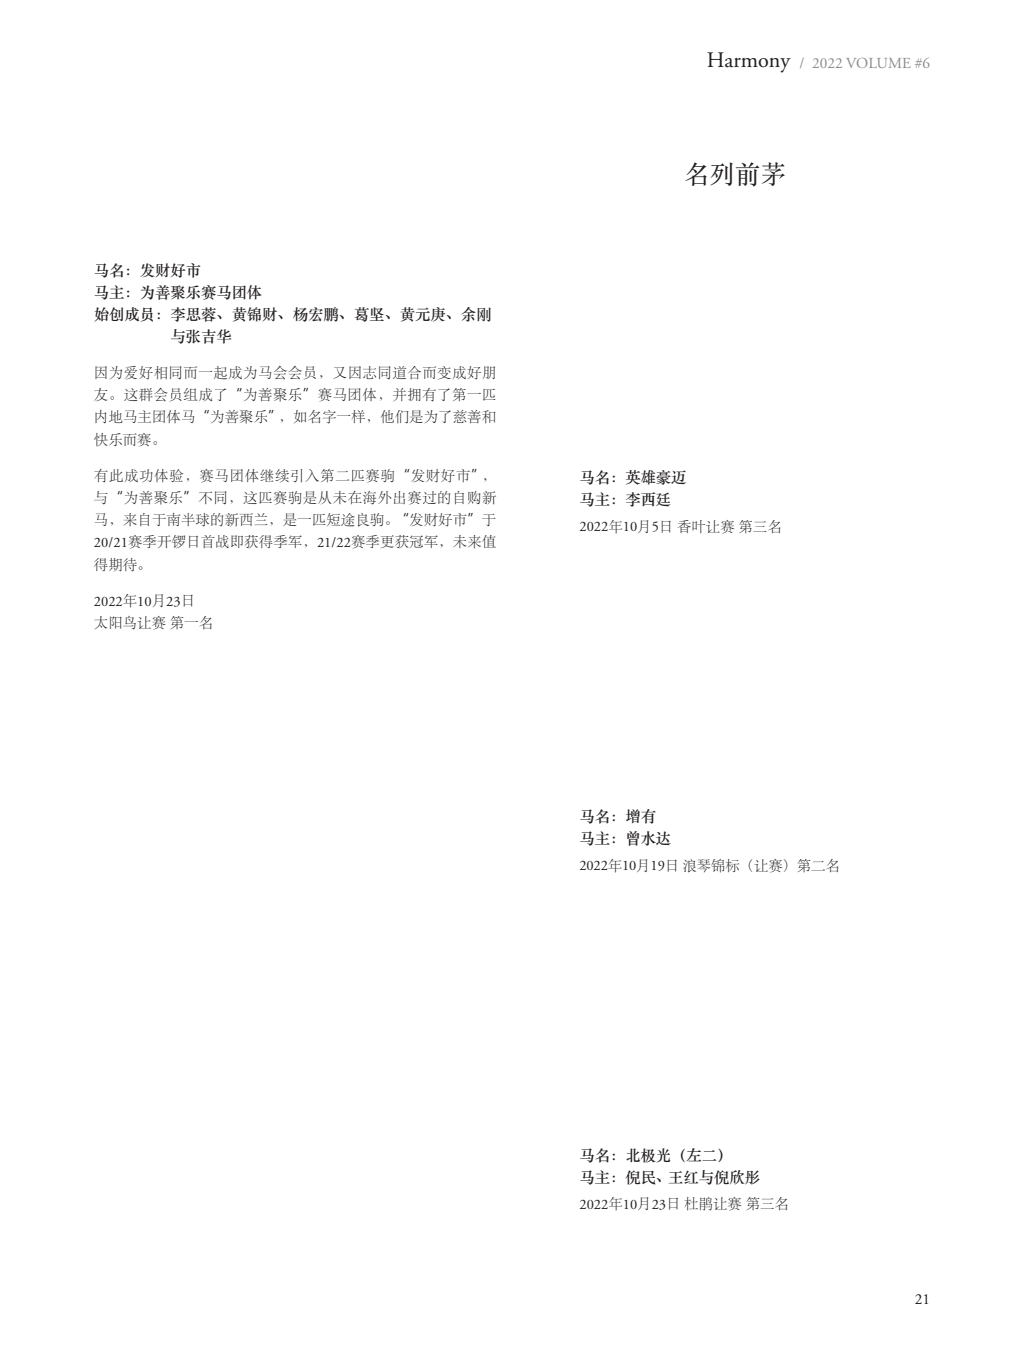 Harmony / 2022 VOLUME #6
名列前茅
马名：发财好市
马主：为善聚乐赛马团体
始创成员：李思蓉、黄锦财、杨宏鹏、葛坚、黄元庚、余刚
与张吉华
因为爱好相同而一起成为马会会员，又因志同道合而变成好朋
友。这群会员组成了“为善聚乐”赛马团体，并拥有了第一匹
内地马主团体马“为善聚乐”，如名字一样，他们是为了慈善和
快乐而赛。
有此成功体验，赛马团体继续引入第二匹赛驹“发财好市”，
与“为善聚乐”不同，这匹赛驹是从未在海外出赛过的自购新
马，来自于南半球的新西兰，是一匹短途良驹。“发财好市”于
20/21赛季开锣日首战即获得季军，21/22赛季更获冠军，未来值
得期待。
2022年10月23日
太阳鸟让赛 第一名
马名：英雄豪迈
马主：李西廷
2022年10月5日 香叶让赛 第三名
马名：增有
马主：曾水达
2022年10月19日 浪琴锦标（让赛）第二名
马名：北极光（左二）
马主：倪民、王红与倪欣彤
2022年10月23日 杜鹃让赛 第三名
21